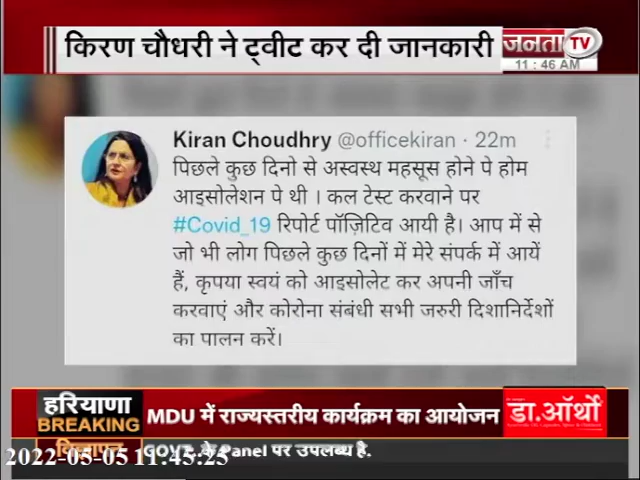 किरण चौधरी ने ट्वीट कर दी जानकारी
जनता TV
11:46 AM
Kiran Choudhry @officekiran · 22m
पिछले कुछ दिनो से अस्वस्थ महसूस होने पे होम
आइसोलेशन पे थी । कल टेस्ट करवाने पर
#Covid_19 रिपोर्ट पॉज़िटिव आयी है। आप में से
जो भी लोग पिछले कुछ दिनों में मेरे संपर्क में आयें
हैं, कृपया स्वयं को आइसोलेट कर अपनी जाँच
करवाएं और कोरोना संबंधी सभी जरुरी दिशानिर्देशों
का पालन करें।
हरियाणा
BREAKING
MDU में राज्यस्तरीय कार्यक्रम का आयोजन
डा.ऑर्थो
विज्ञापन
GOVT. के Panel पर उपलब्ध है.
2022-05-05 11:45:25